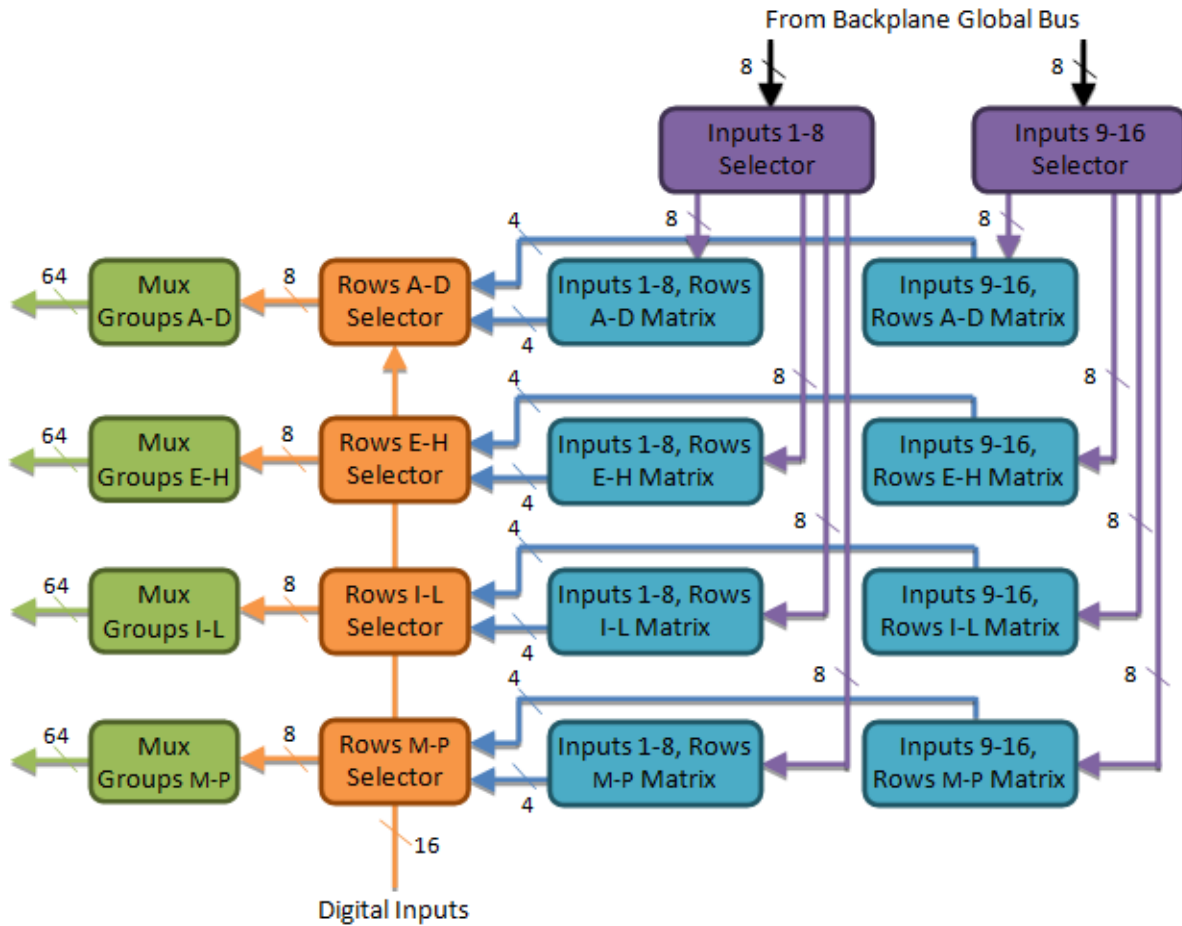 From Backplane Global Bus
8
8
Inputs 1-8
Selector
Inputs 9-16
Selector
4
8
8
64
Mux
Groups A-D
8
Rows A-D
Selector
4
Inputs 1-8, Rows
A-D Matrix
Inputs 9-16,
Rows A-D Matrix
4
8
8
64
Mux
Groups E-H
8
Rows E-H
Selector
4
Inputs 1-8, Rows
E-H Matrix
Inputs 9-16,
Rows E-H Matrix
4
8
8
64
Mux
Groups I-L
8
Rows I-L
Selector
4
Inputs 1-8, Rows
I-L Matrix
Inputs 9-16,
Rows I-L Matrix
4
8
8
64
Mux
Groups M-P
8
Rows M-P
Selector
4
Inputs 1-8, Rows
M-P Matrix
Inputs 9-16,
Rows M-P Matrix
16
Digital Inputs